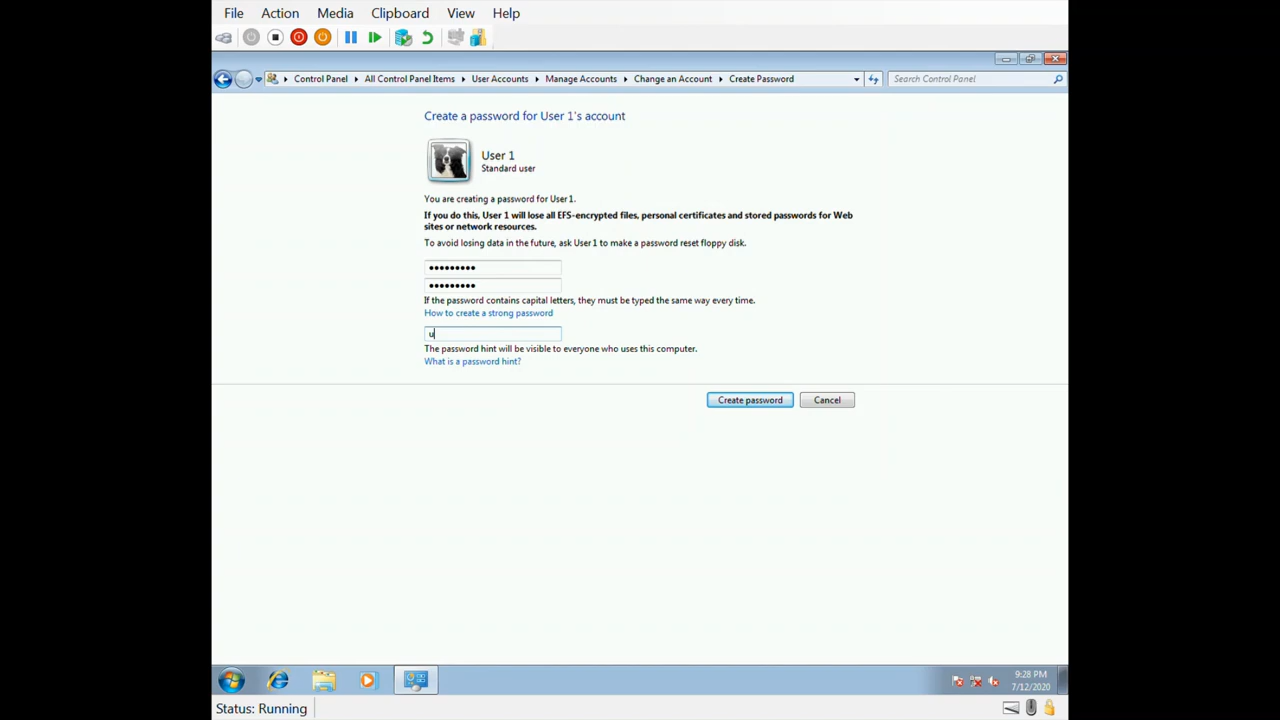 File Action Media Clipboard View Help
Control Panel All Control Panel Items User Accounts Manage Accounts Change an Account Create Password Search Control Panel
Create a password for User 1's account
User 1
Standard user
You are creating a password for User 1.
If you do this, User 1 will lose all EFS-encrypted files, personal certificates and stored passwords for Web
sites or network resources.
To avoid losing data in the future, ask User 1 to make a password reset floppy disk.
•••••••••
•••••••••
If the password contains capital letters, they must be typed the same way every time.
How to create a strong password
u
The password hint will be visible to everyone who uses this computer.
What is a password hint?
Create password Cancel
9:28 PM
7/12/2020
Status: Running